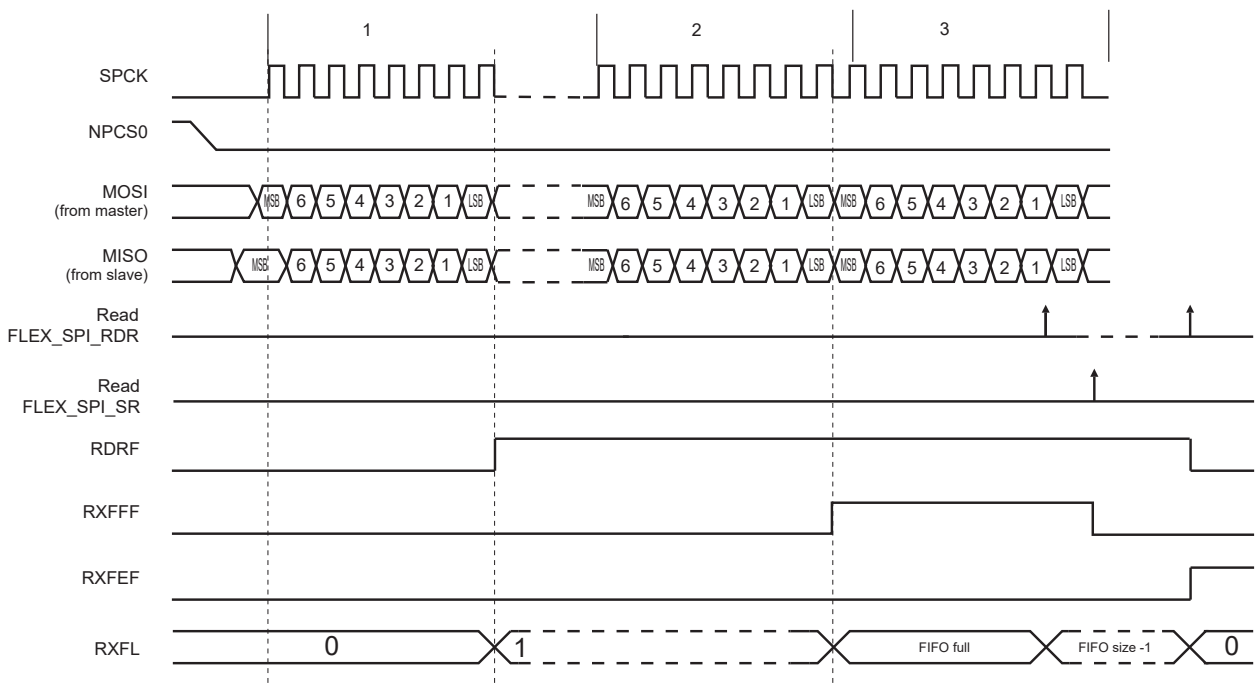 1 2 3
SPCK
NPCS0
MOSI
(from master)
MSB 6 5 4 3 2 1 LSB MSB 6 5 4 3 2 1 LSB MSB 6 5 4 3 2 1 LSB
MISO
(from slave)
MSB 6 5 4 3 2 1 LSB MSB 6 5 4 3 2 1 LSB MSB 6 5 4 3 2 1 LSB
Read
FLEX_SPI_RDR
Read
FLEX_SPI_SR
RDRF
RXFFF
RXFEF
RXFL 0 1 FIFO full FIFO size -1 0